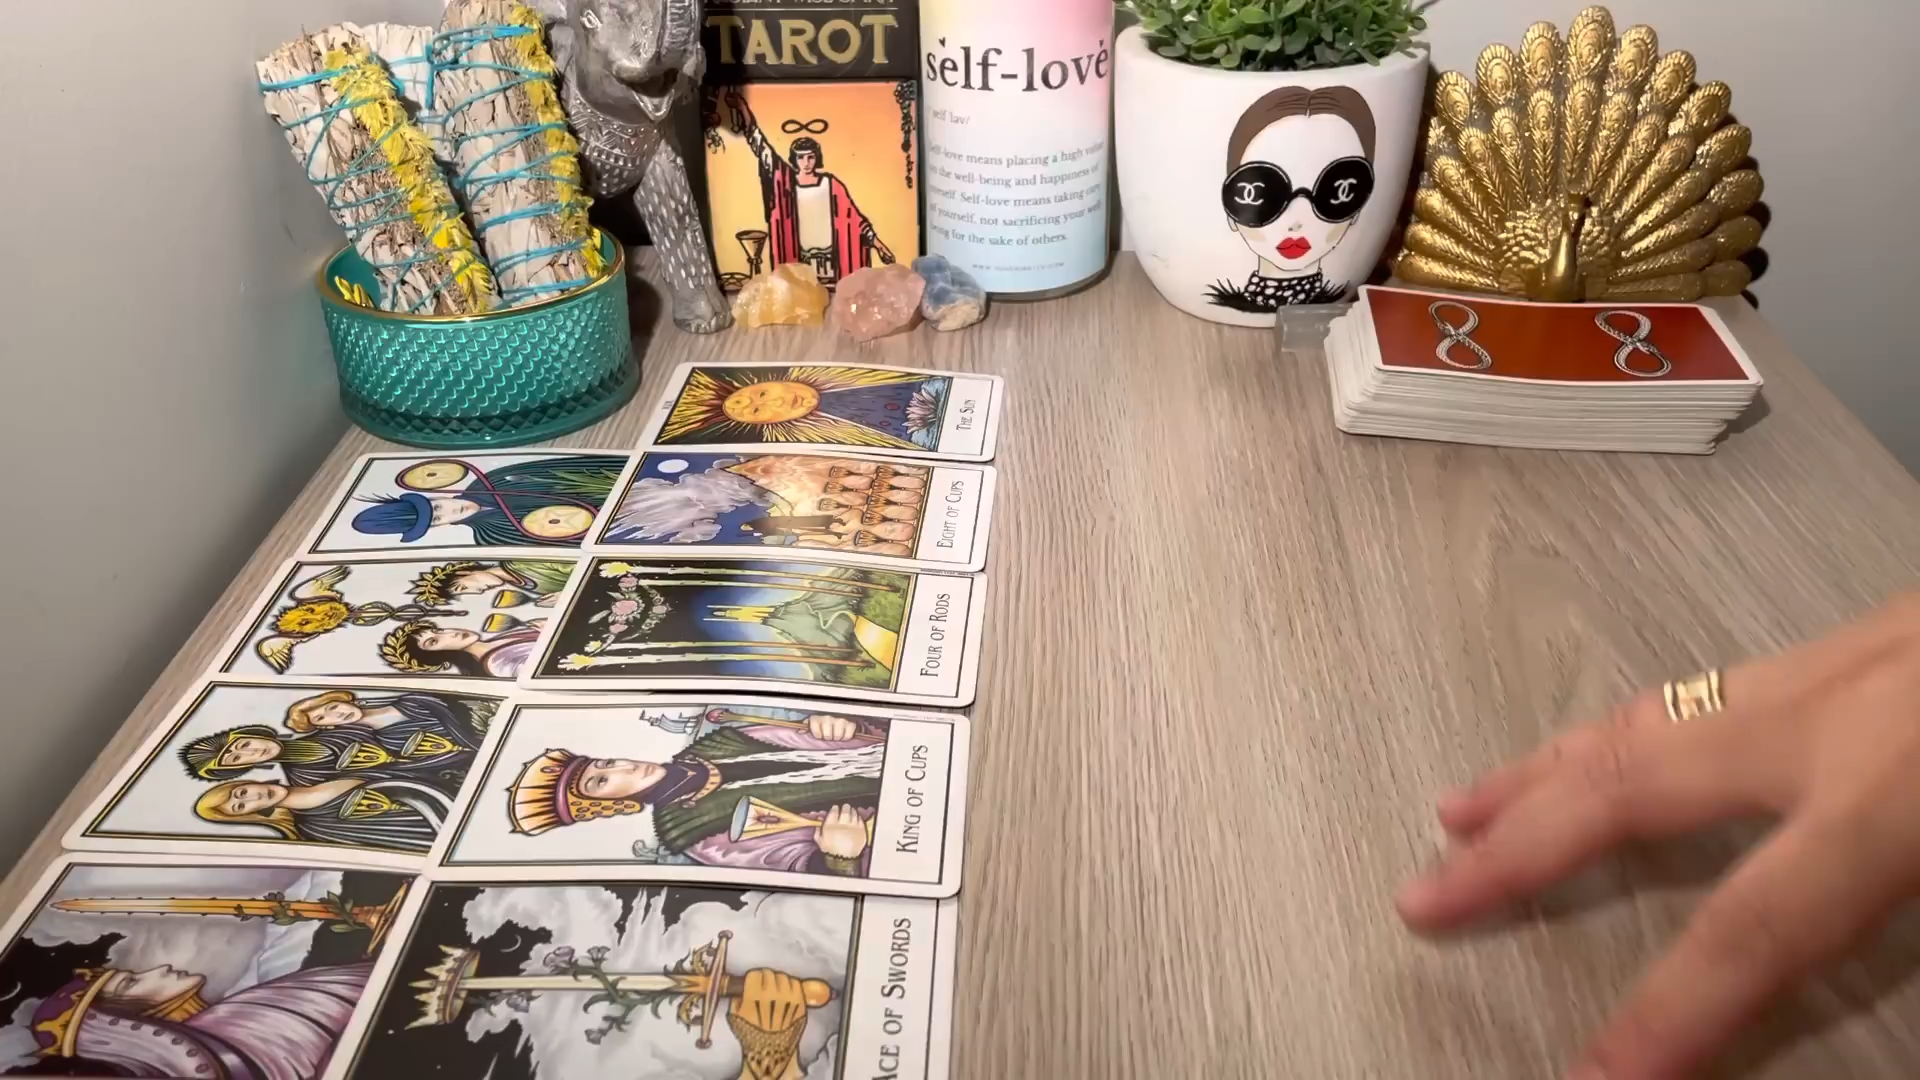 TAROT
self-love
Self-love means placing a high value
on the well-being and happiness of
yourself. Self-love means taking care
of yourself, not sacrificing your well-
being for the sake of others.
THE SUN
EIGHT OF CUPS
FOUR OF RODS
KING OF CUPS
ACE OF SWORDS